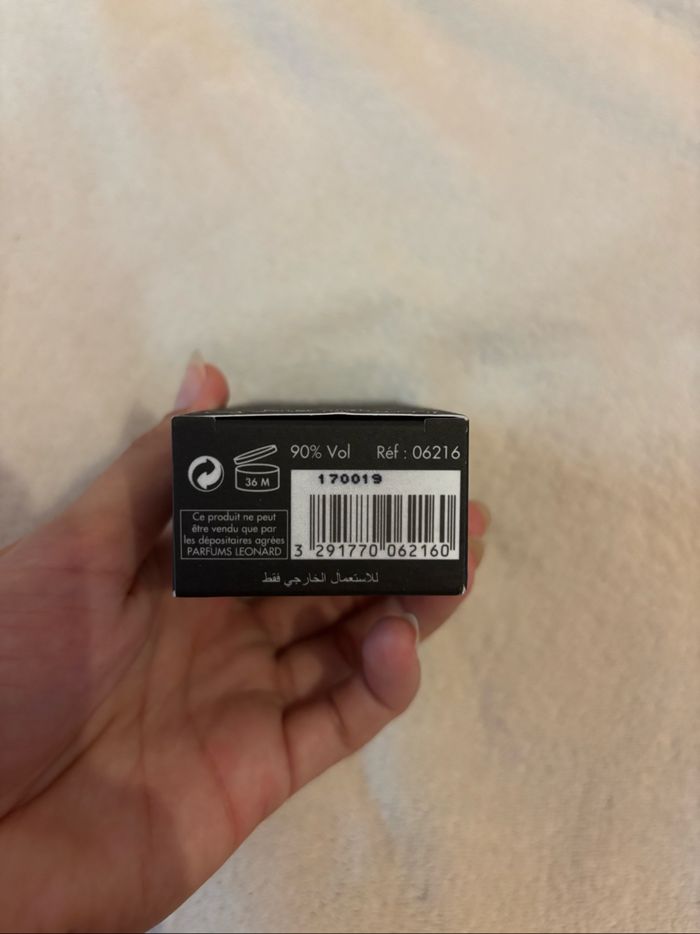 90% Vol Réf : 06216
36 M
170019
Ce produit ne peut
être vendu que par
les dépositaires agrées
PARFUMS LEONARD
3 291770 062160
للاستعمال الخارجي فقط